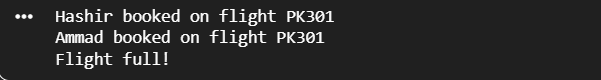 Hashir booked on flight PK301
Ammad booked on flight PK301
Flight full!